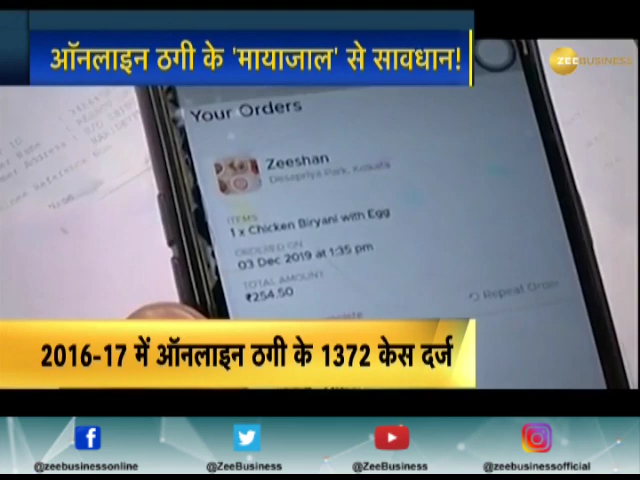 ऑनलाइन ठगी के 'मायाजाल' से सावधान!
ZEEBUSINESS
Your Orders
Zeeshan
Desapriya Park, Kolkata
ITEMS
1 x Chicken Biryani with Egg
ORDERED ON
03 Dec 2019 at 1:35 pm
TOTAL AMOUNT
₹254.50
Repeat Order
2016-17 में ऑनलाइन ठगी के 1372 केस दर्ज
@zeebusinessonline
@ZeeBusiness
@ZeeBusiness
@zeebusinessofficial